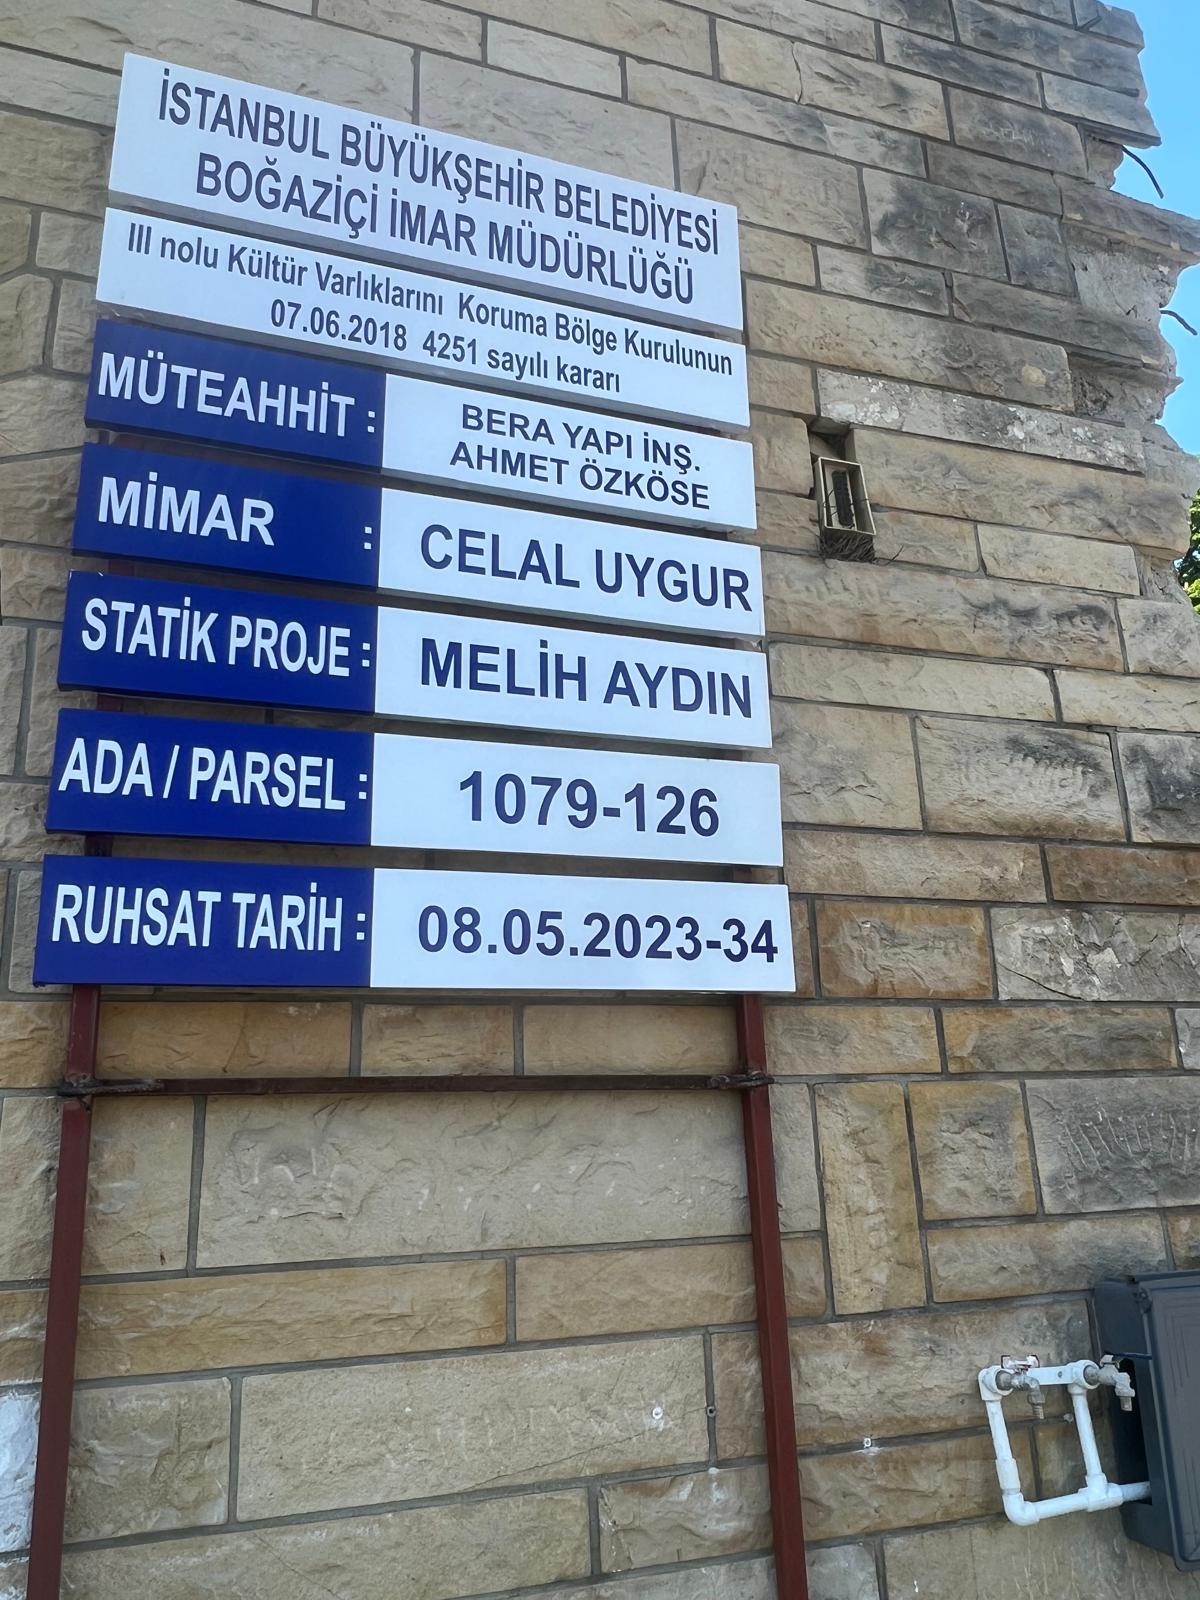 İSTANBUL BÜYÜKŞEHİR BELEDİYESİ
BOĞAZİÇİ İMAR MÜDÜRLÜĞÜ
III nolu Kültür Varlıklarını Koruma Bölge Kurulunun
07.06.2018 4251 sayılı kararı
MÜTEAHHİT : BERA YAPI İNŞ.
AHMET ÖZKÖSE
MİMAR : CELAL UYGUR
STATİK PROJE : MELİH AYDIN
ADA / PARSEL : 1079-126
RUHSAT TARİH : 08.05.2023-34